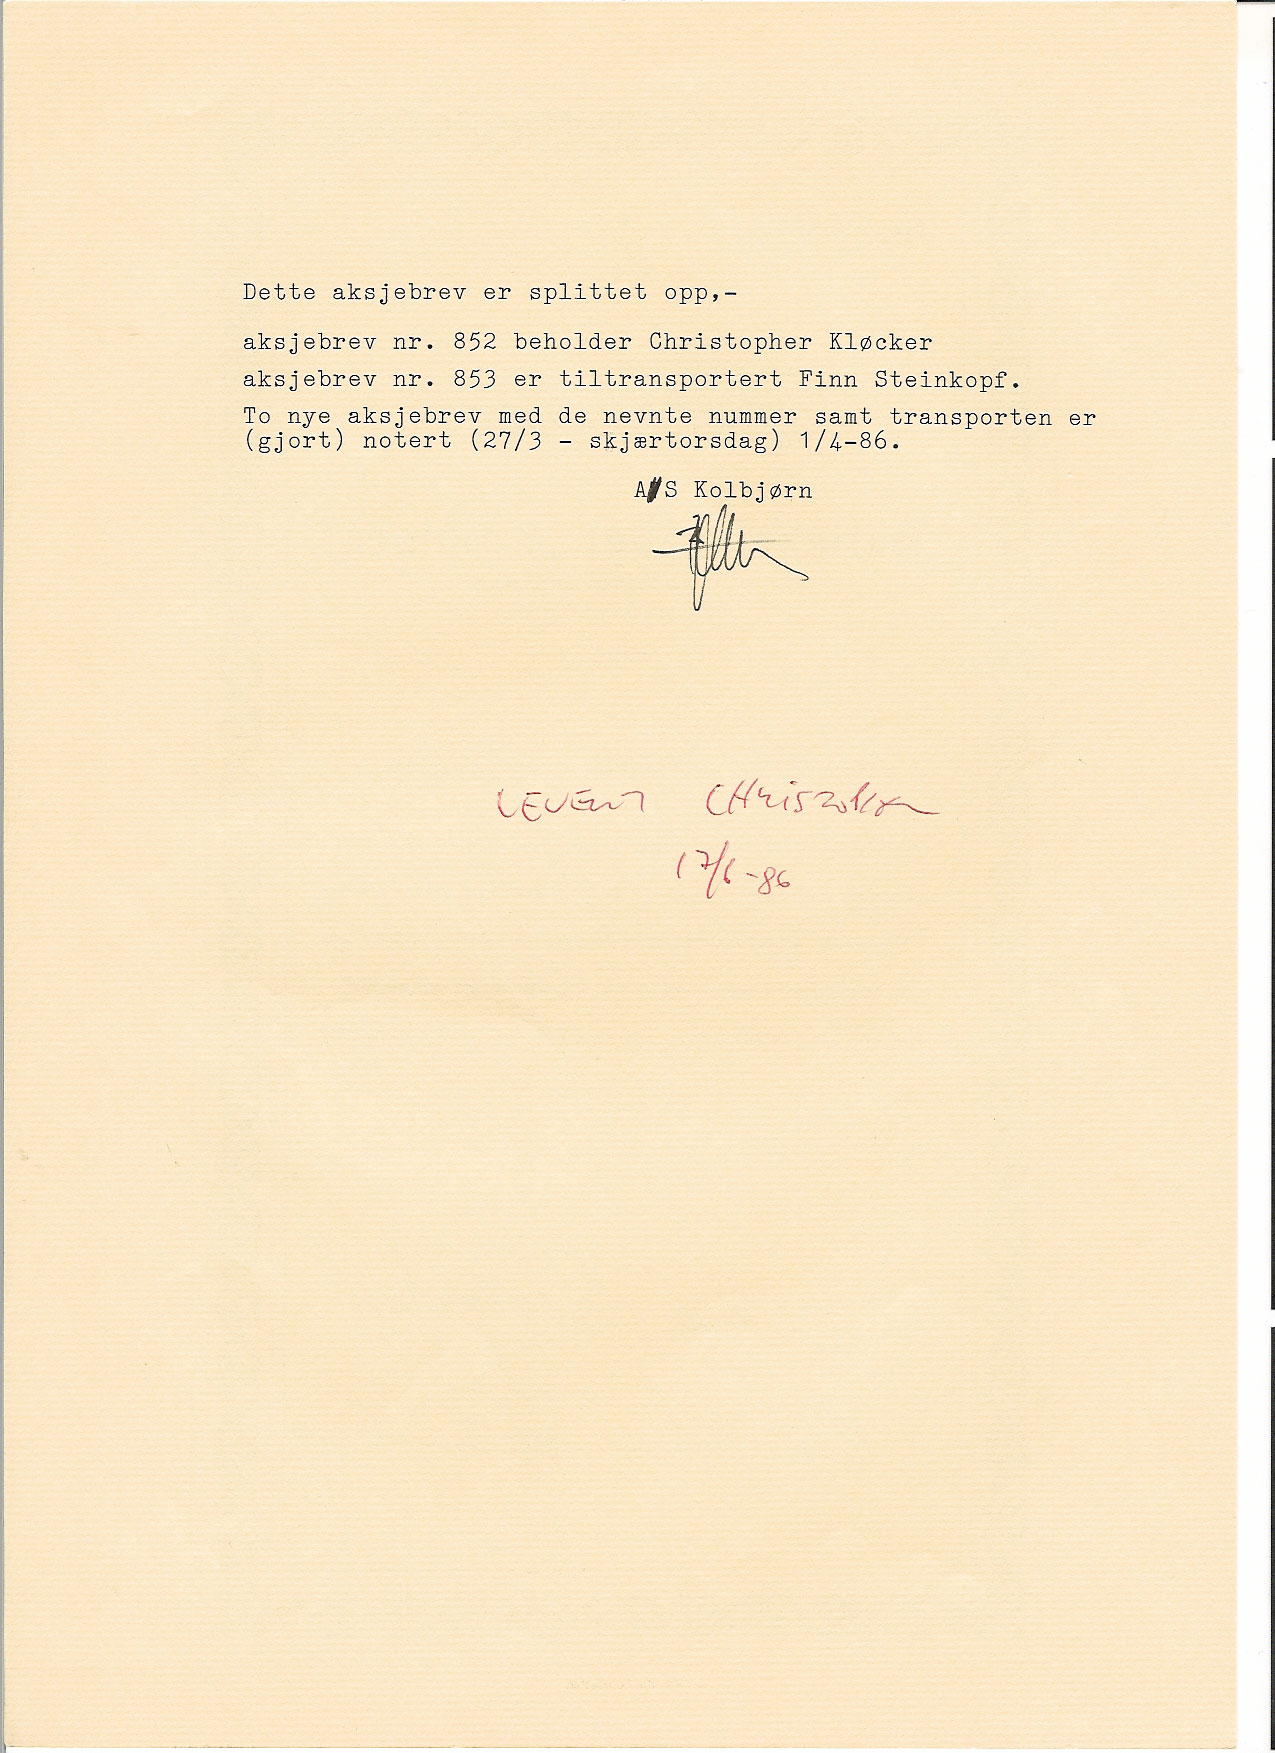 Dette aksjebrev er splittet opp,-
aksjebrev nr. 852 beholder Christopher Kløcker
aksjebrev nr. 853 er tiltransportert Finn Steinkopf.
To nye aksjebrev med de nevnte nummer samt transporten er
(gjort) notert (27/3 - skjærtorsdag) 1/4-86.
A/S Kolbjørn
17/6-86